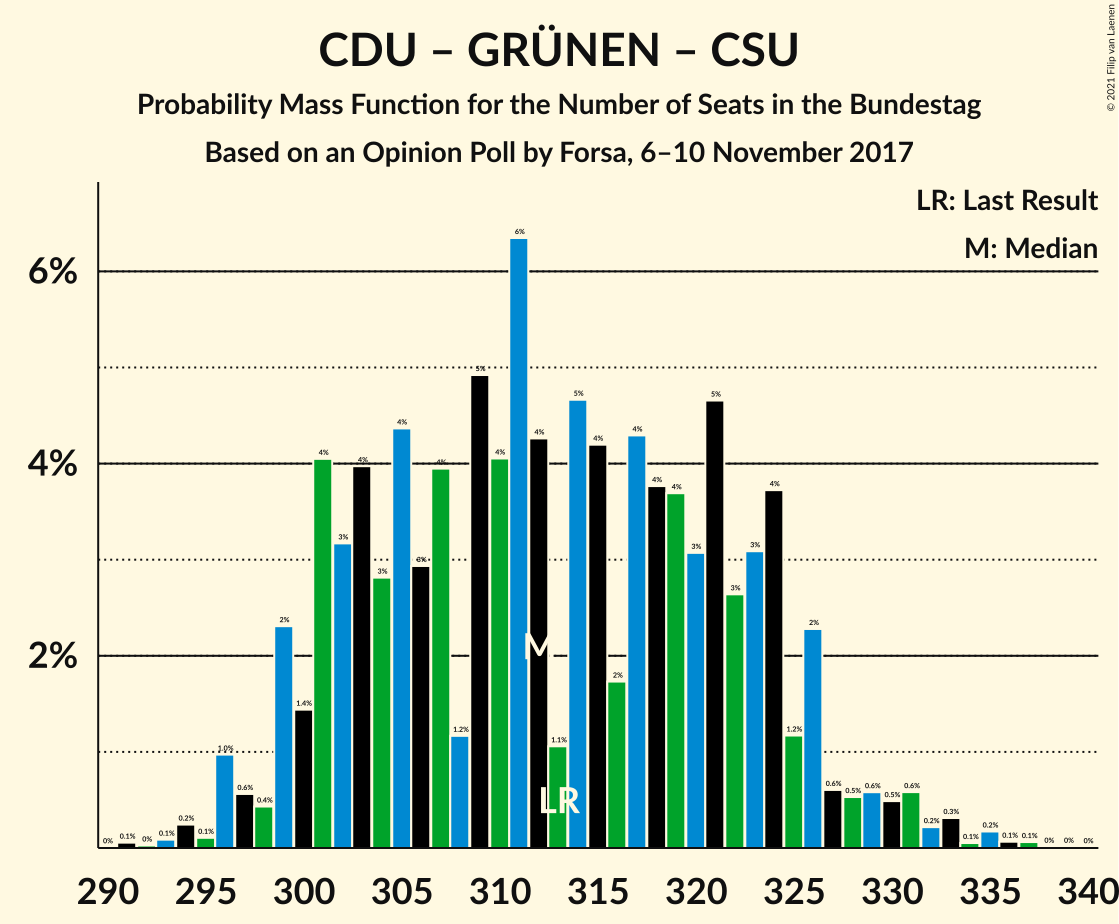 CDU – GRÜNEN – CSU
Probability Mass Function for the Number of Seats in the Bundestag
Based on an Opinion Poll by Forsa, 6–10 November 2017
© 2021 Filip van Laenen
LR: Last Result
M: Median
6%
4%
2%
0% 0.1% 0% 0.1% 0.2% 0.1% 1.0% 0.6% 0.4% 2% 1.4% 4% 3% 4% 3% 4% 3% 4% 1.2% 5% 4% 6% 4% 1.1% 5% 4% 2% 4% 4% 4% 3% 5% 3% 3% 4% 1.2% 2% 0.6% 0.5% 0.6% 0.5% 0.6% 0.2% 0.3% 0.1% 0.2% 0.1% 0.1% 0% 0% 0%
M
LR
290 295 300 305 310 315 320 325 330 335 340